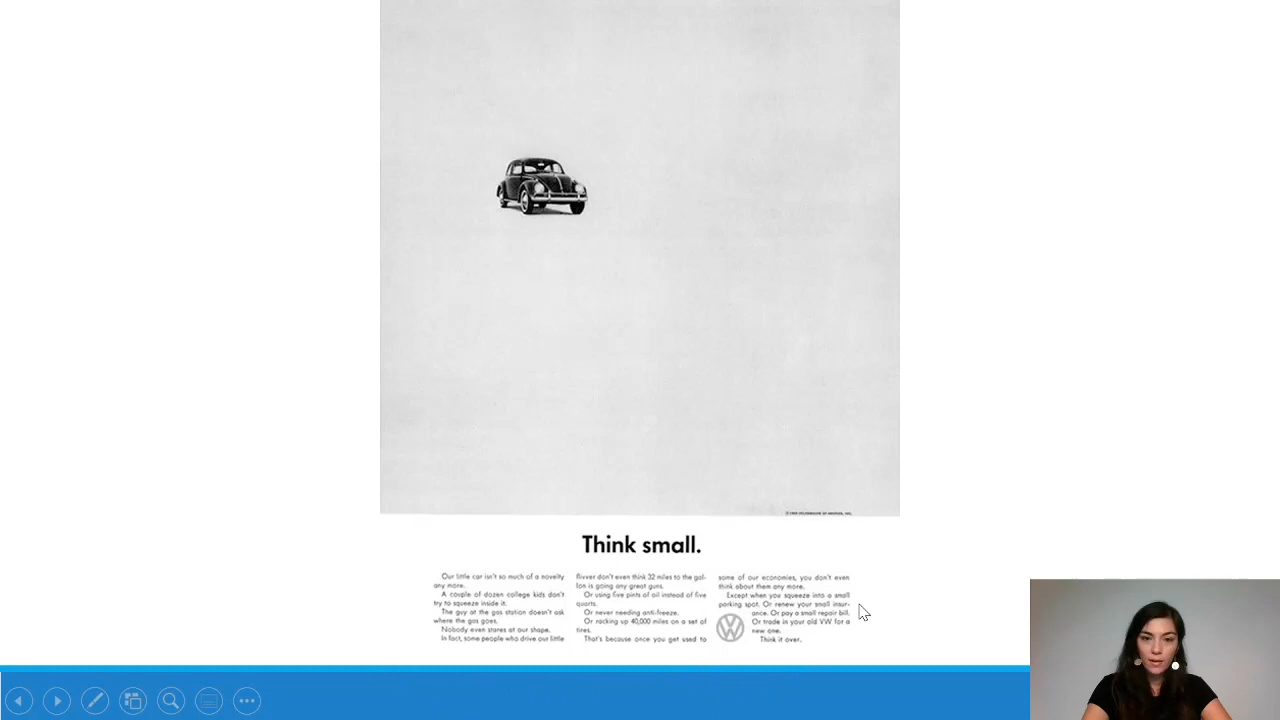 © 1960 VOLKSWAGEN OF AMERICA, INC.
Think small.
Our little car isn't so much of a novelty
any more.
A couple of dozen college kids don't
try to squeeze inside it.
The guy at the gas station doesn't ask
where the gas goes.
Nobody even stares at our shape.
In fact, some people who drive our little
flivver don't even think 32 miles to the gal-
lon is going any great guns.
Or using five pints of oil instead of five
quarts.
Or never needing anti-freeze.
Or racking up 40,000 miles on a set of
tires.
That's because once you get used to
some of our economies, you don't even
think about them any more.
Except when you squeeze into a small
parking spot. Or renew your small insur-
ance. Or pay a small repair bill.
Or trade in your old VW for a
new one.
Think it over.